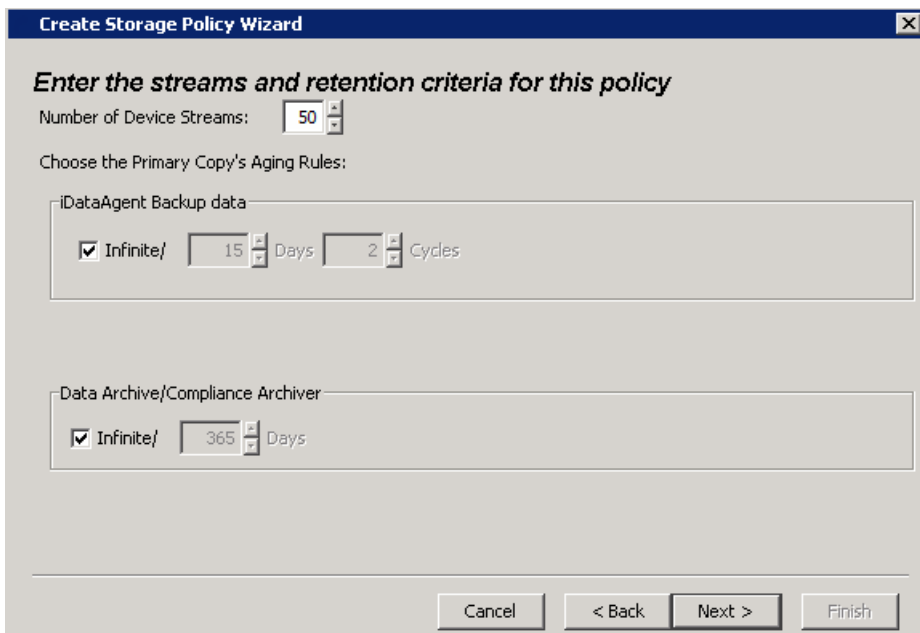 Create Storage Policy Wizard
Enter the streams and retention criteria for this policy
Number of Device Streams: 50
Choose the Primary Copy's Aging Rules:
iDataAgent Backup data
Infinite/ 15 Days 2 Cycles
Data Archive/Compliance Archiver
Infinite/ 365 Days
Cancel < Back Next > Finish